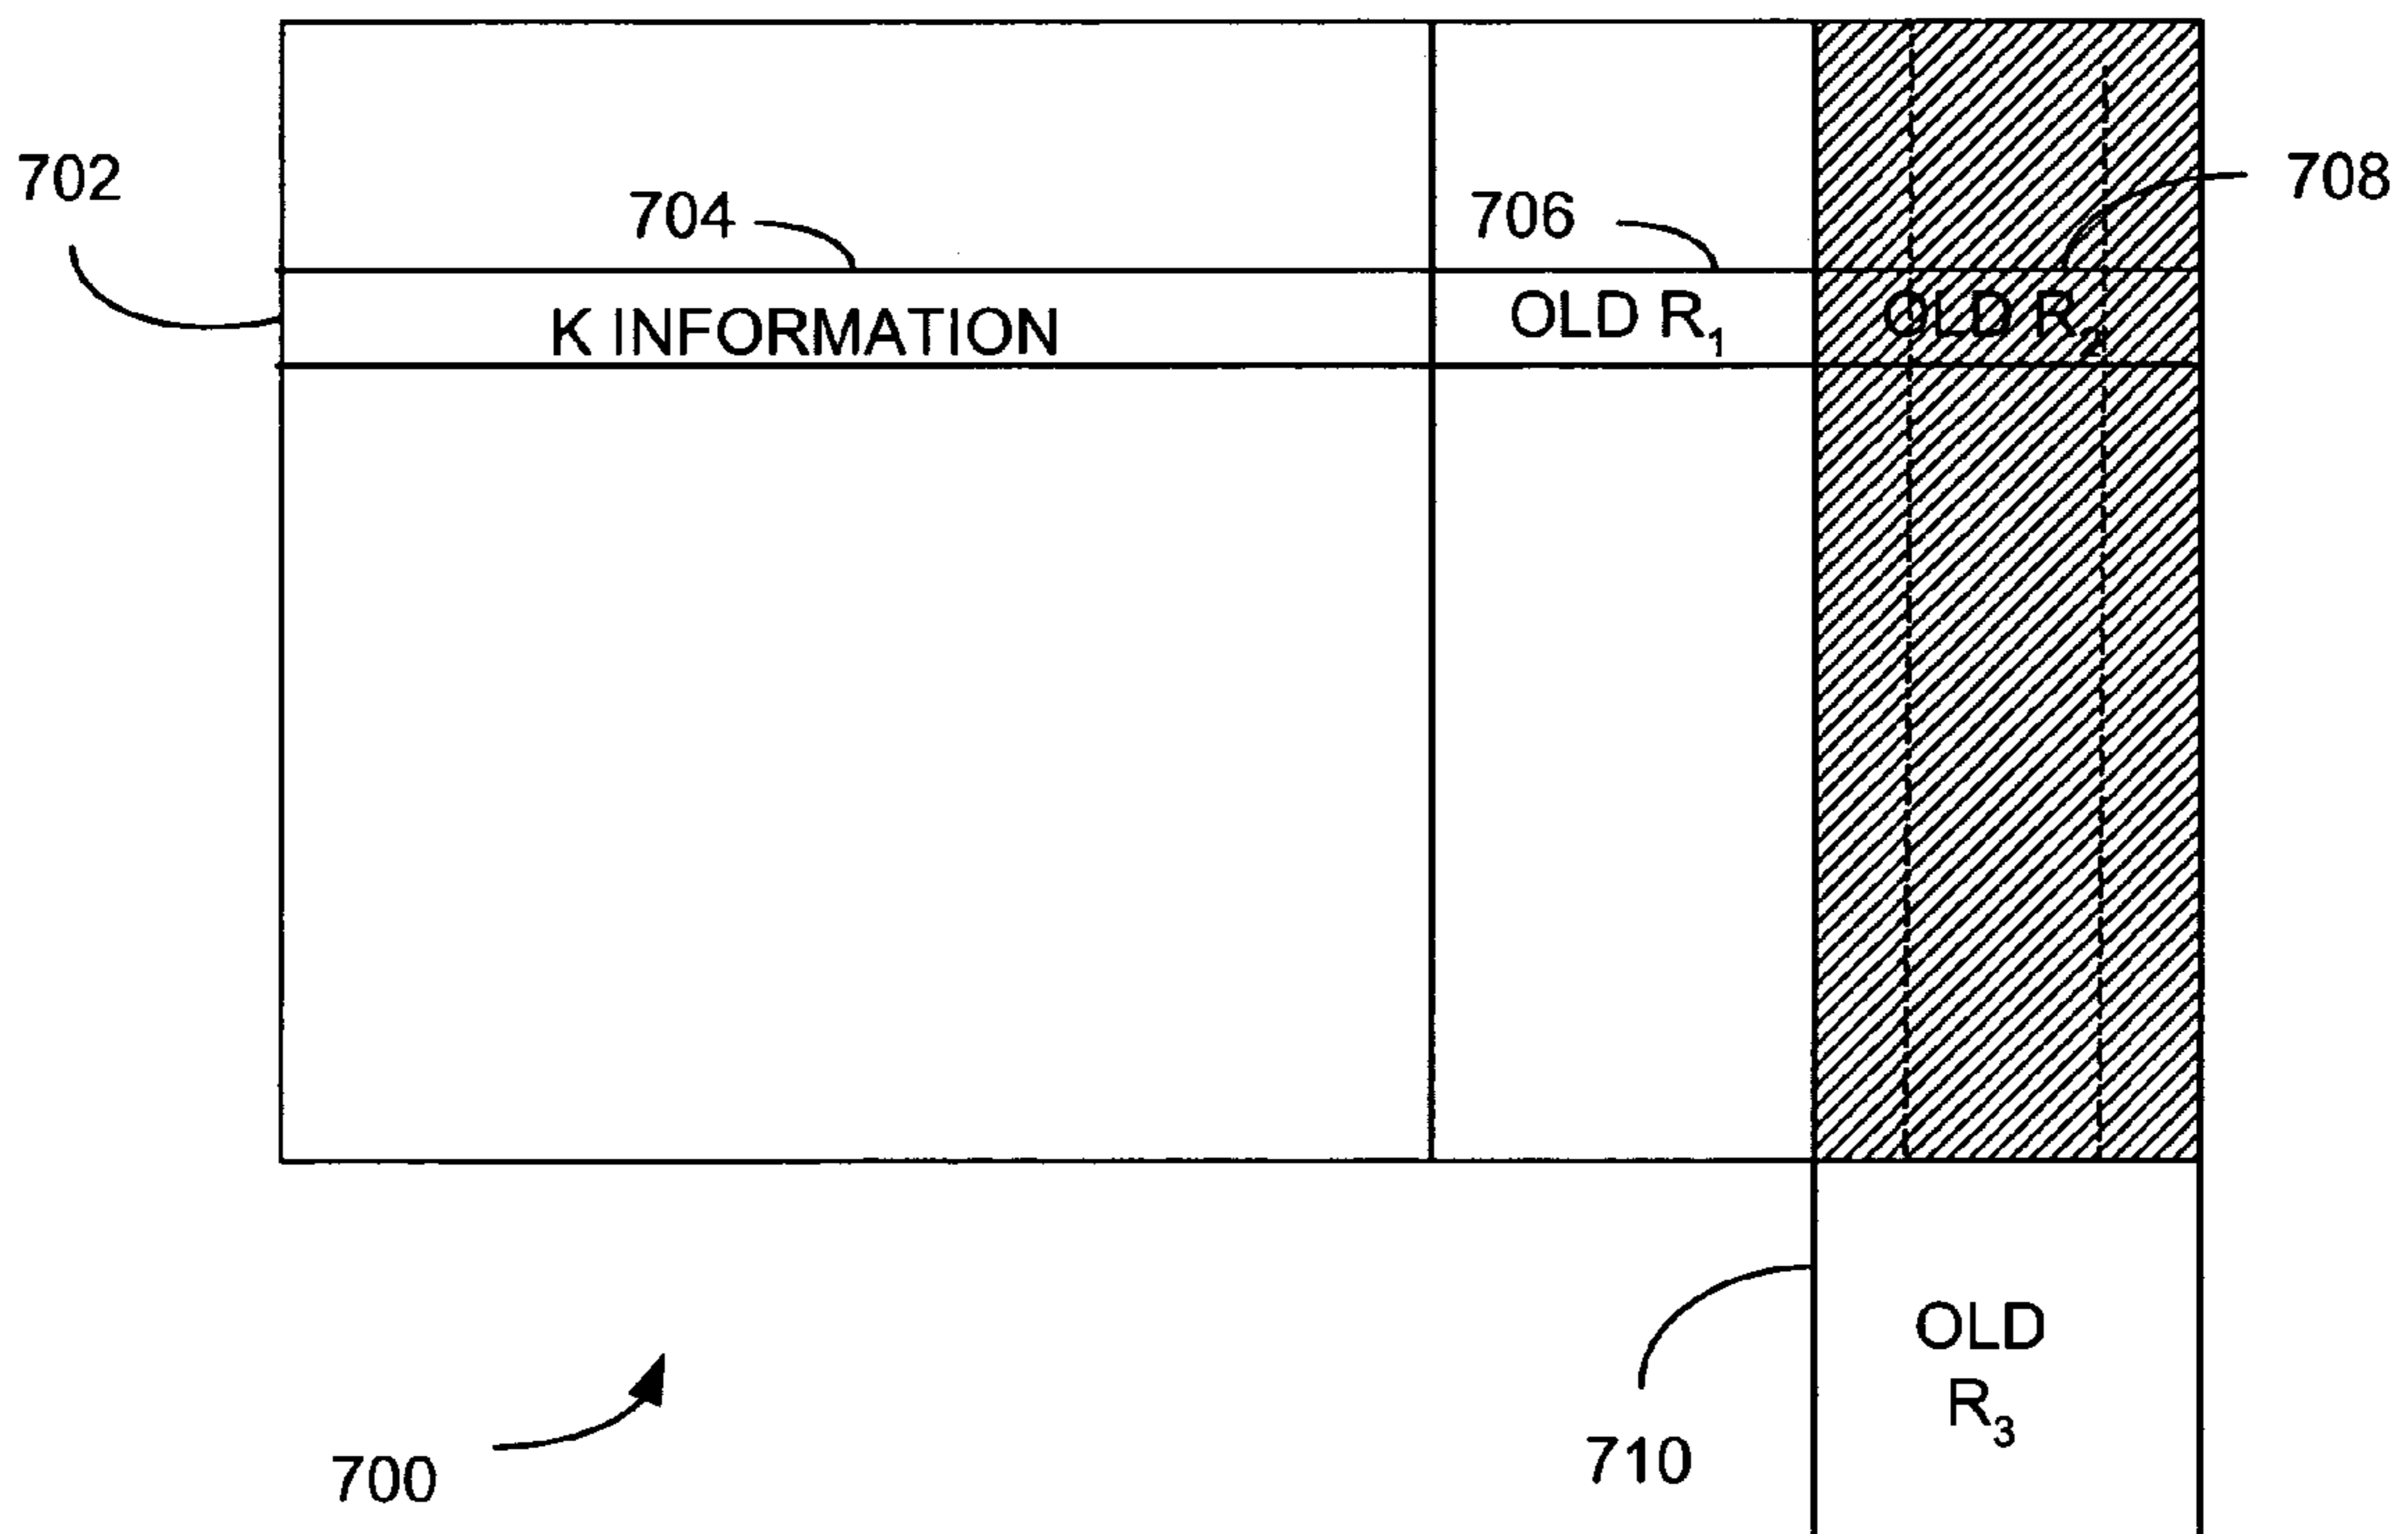 702
704
706
708
K INFORMATION
OLD R₁
OLD R₂
OLD
R₃
710
700